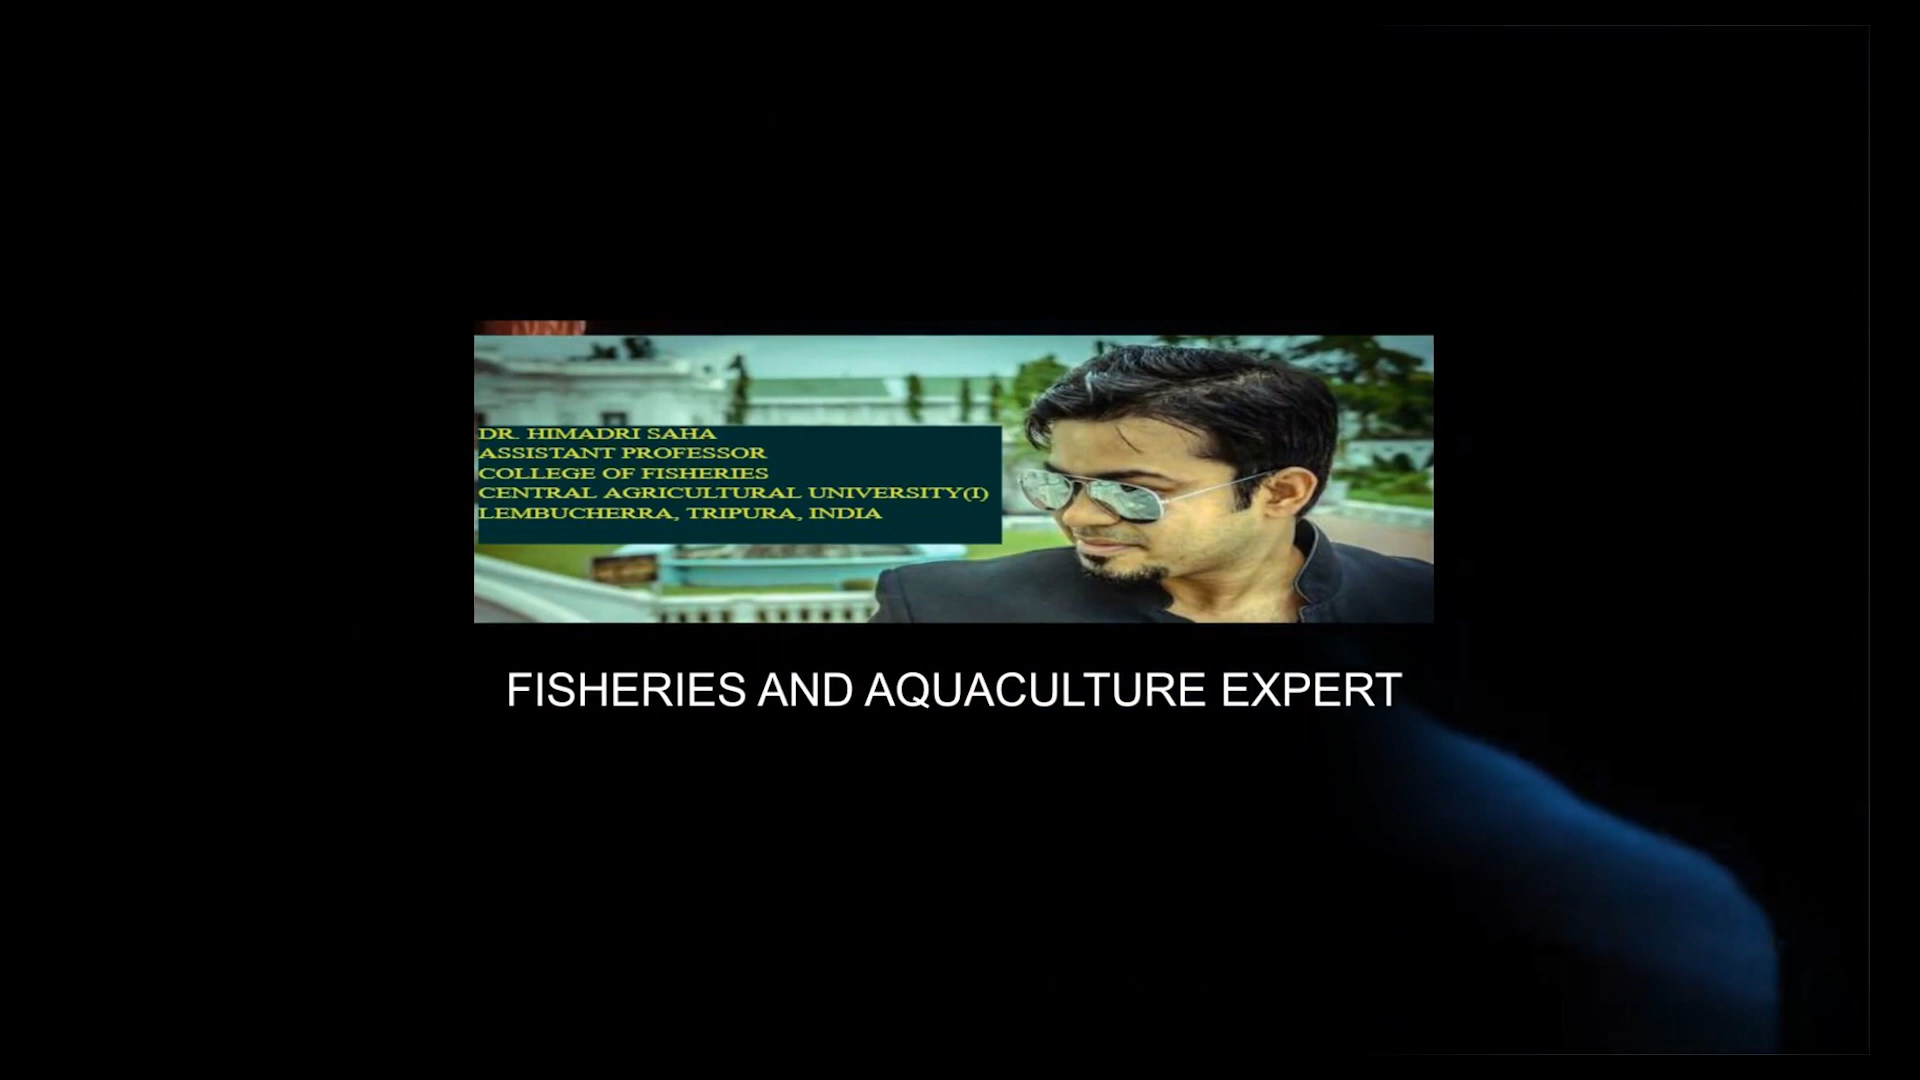 DR. HIMADRI SAHA
ASSISTANT PROFESSOR
COLLEGE OF FISHERIES
CENTRAL AGRICULTURAL UNIVERSITY(I)
LEMBUCHERRA, TRIPURA, INDIA
FISHERIES AND AQUACULTURE EXPERT